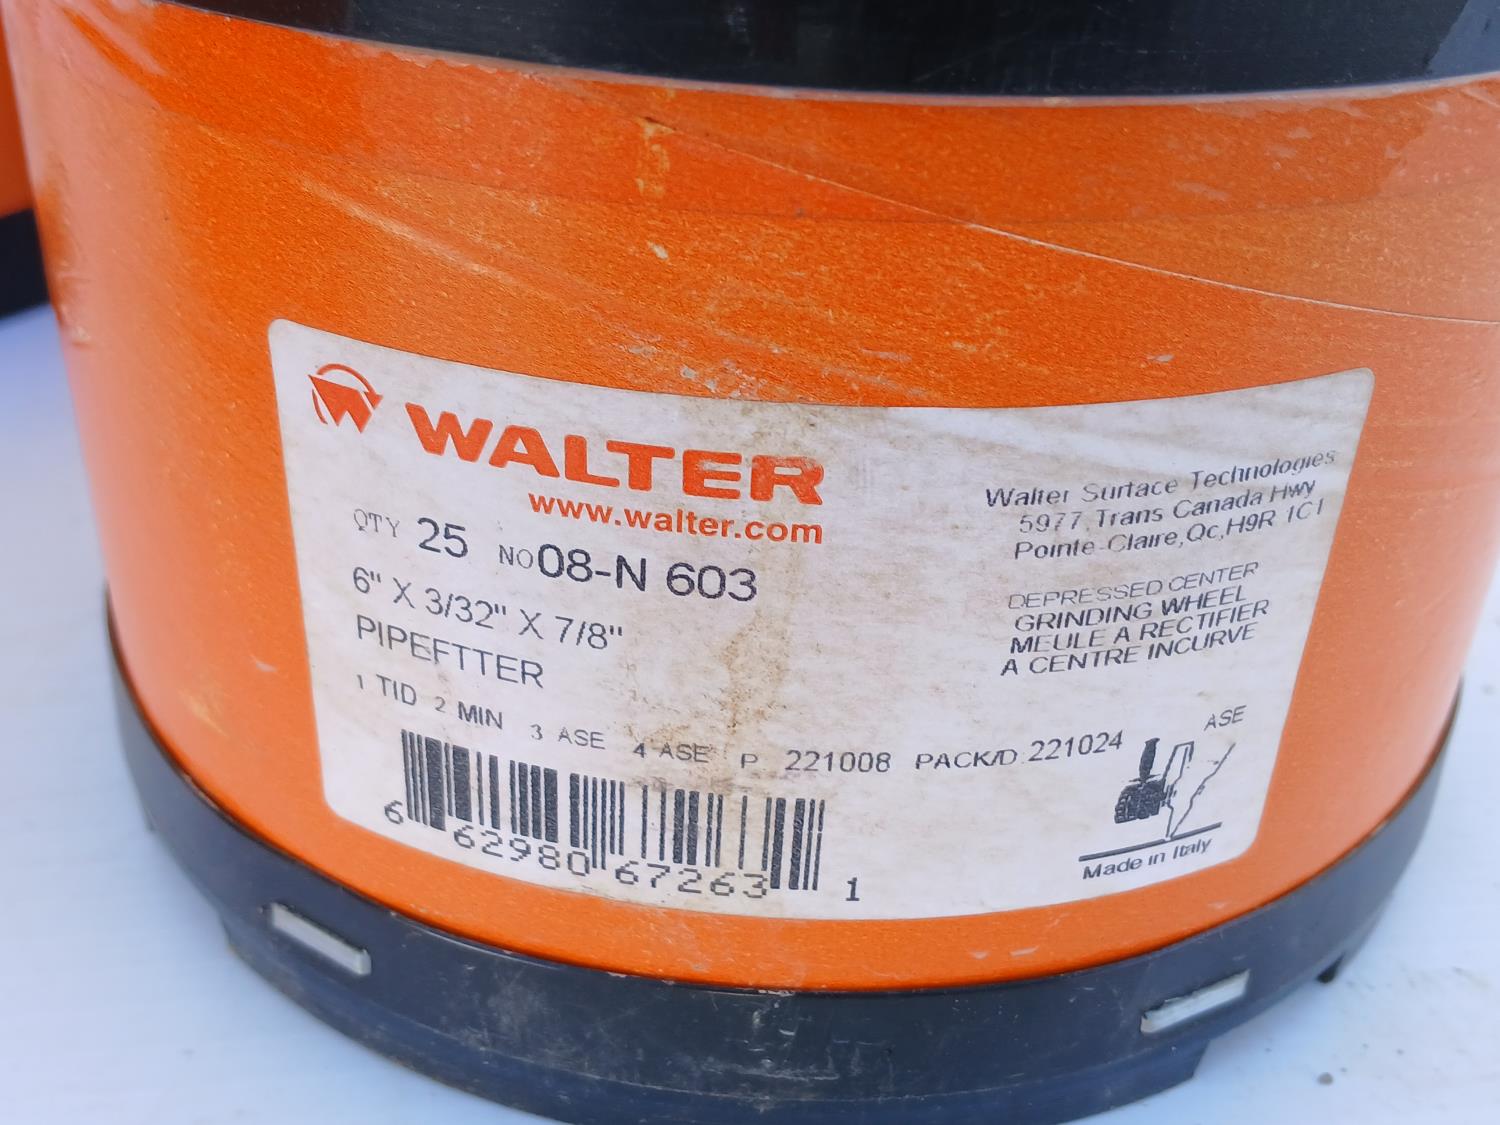 WALTER
www.walter.com
QTY 25 NO 08-N 603
6" X 3/32" X 7/8"
PIPEFTTER
1 TID 2 MIN 3 ASE 4 ASE P 221008 PACK/D 221024
6 62980 67263 1
Walter Surface Technologies
5977, Trans Canada Hwy
Pointe-Claire, Qc, H9R 1C1
DEPRESSED CENTER
GRINDING WHEEL
MEULE A RECTIFIER
A CENTRE INCURVE
ASE
Made in Italy